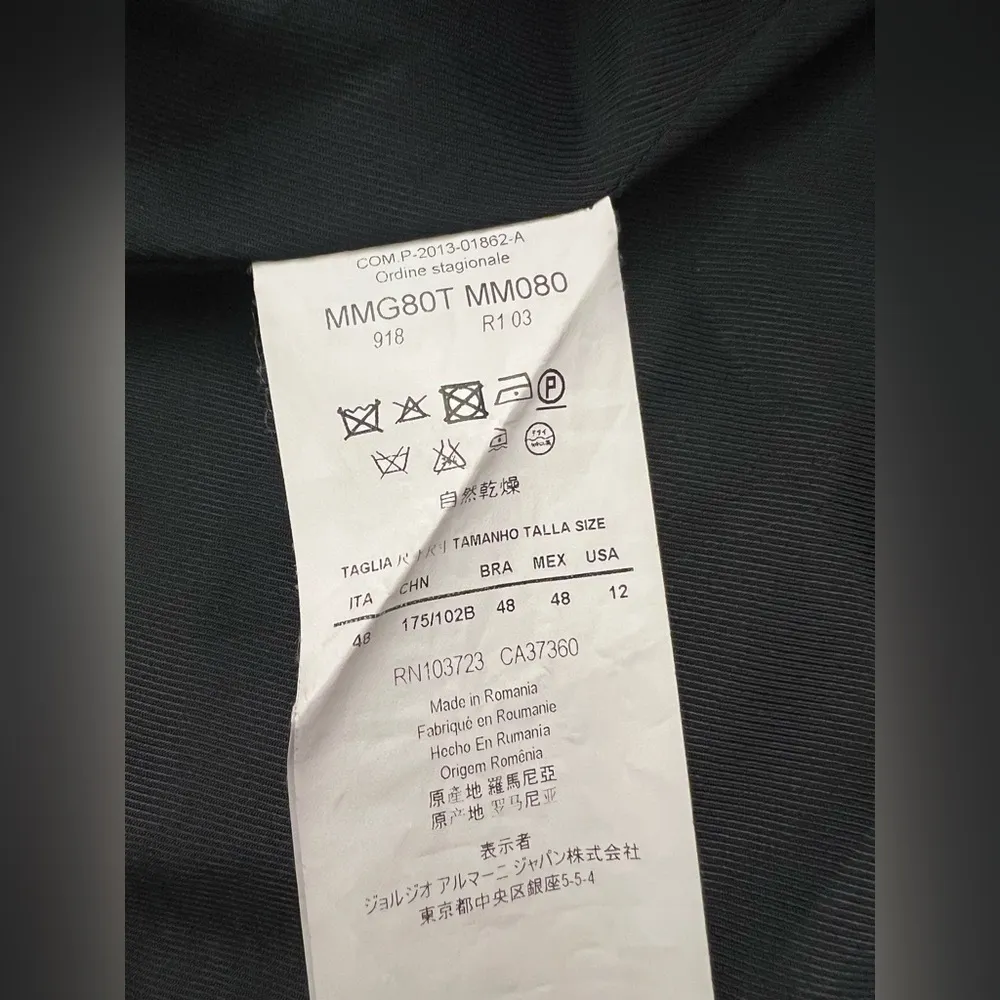 COM.P-2013-01862-A
Ordine stagionale
MMG80T MM080
918 R1 03
P
自然乾燥
TAGLIA 尺寸 尺寸 TAMANHO TALLA SIZE
ITA CHN BRA MEX USA
48 175/102B 48 48 12
RN103723 CA37360
Made in Romania
Fabriqué en Roumanie
Hecho En Rumania
Origem Romênia
原産地 羅馬尼亞
原产地 罗马尼亚
表示者
ジョルジオ アルマーニ ジャパン株式会社
東京都中央区銀座5-5-4